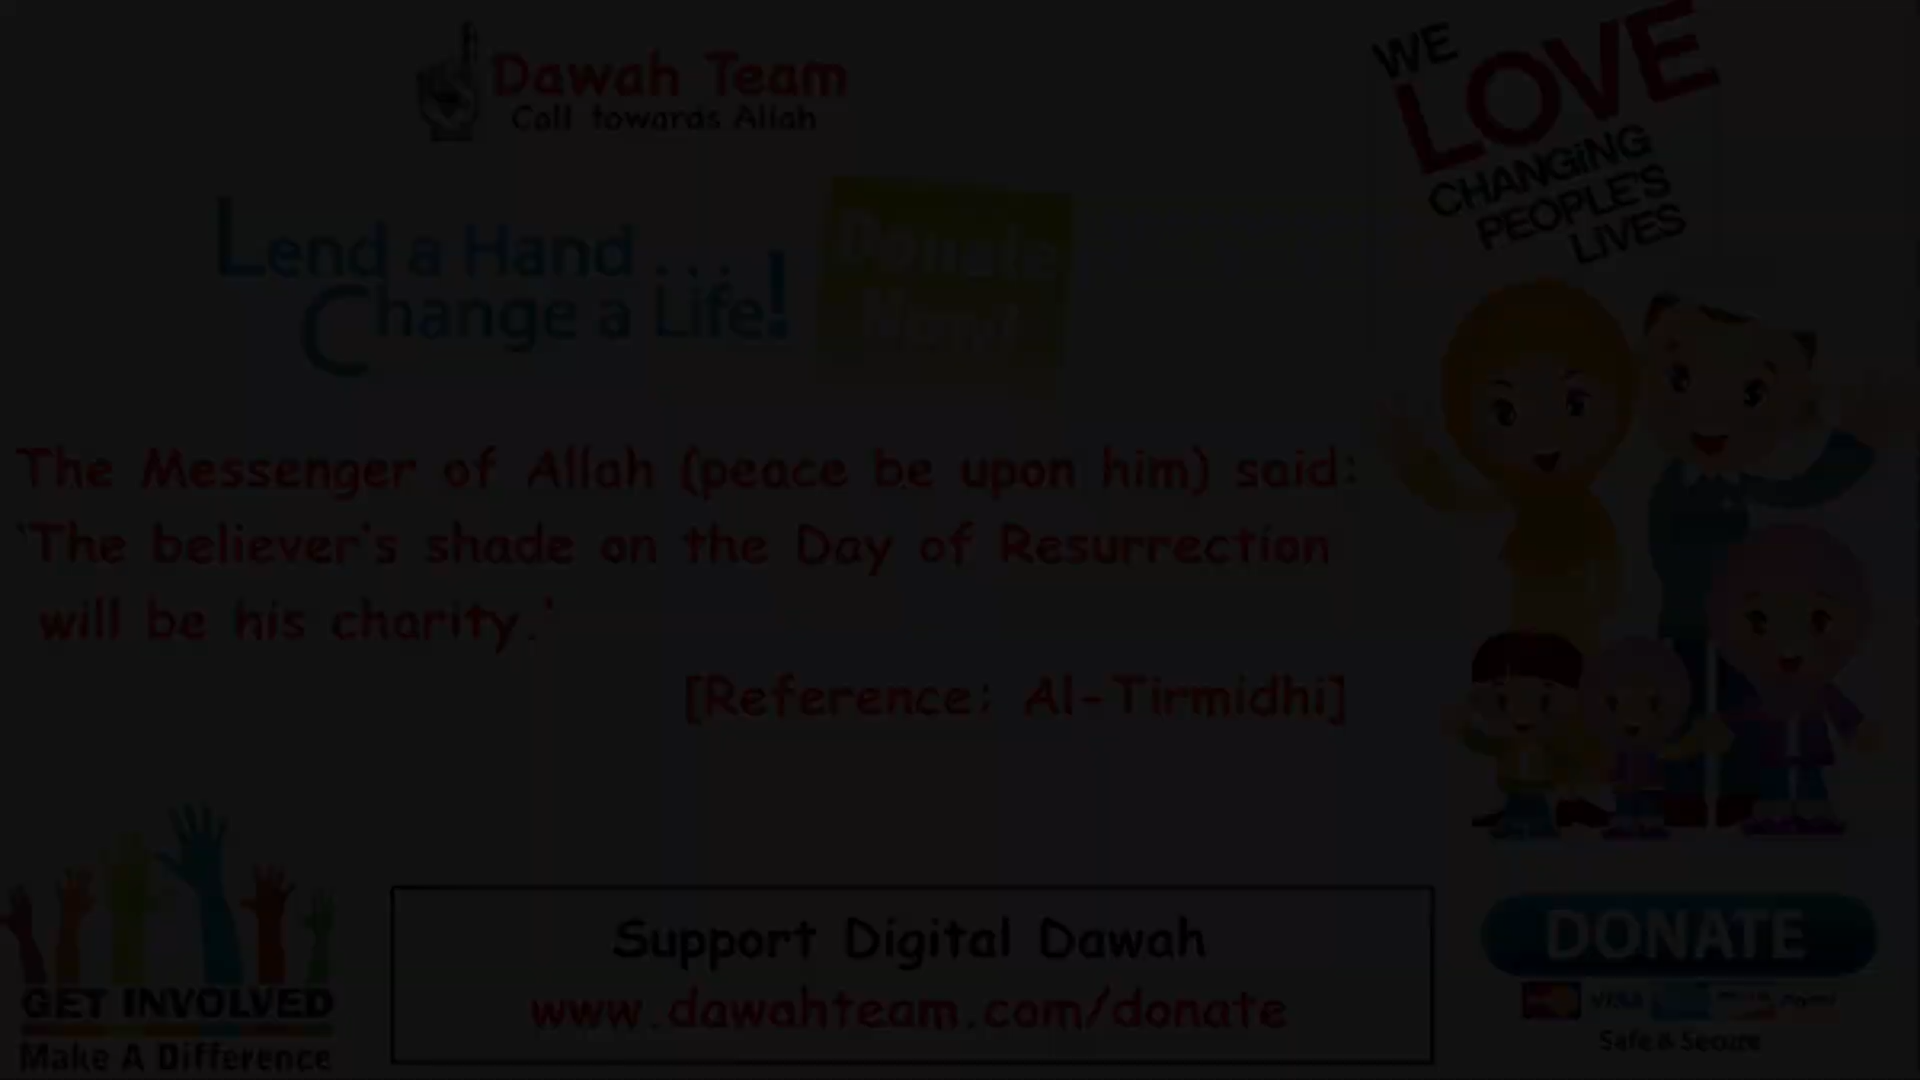 Dawah Team
Call towards Allah
WE
LOVE
CHANGiNG
PEOPLE'S
LIVES
Lend a Hand
Change a Life!
Donate
Now!
The Messenger of Allah (peace be upon him) said:
'The believer's shade on the Day of Resurrection
will be his charity.'
[Reference: Al-Tirmidhi]
GET INVOLVED
Make A Difference
Support Digital Dawah
www.dawahteam.com/donate
DONATE
VISA
Safe & Secure